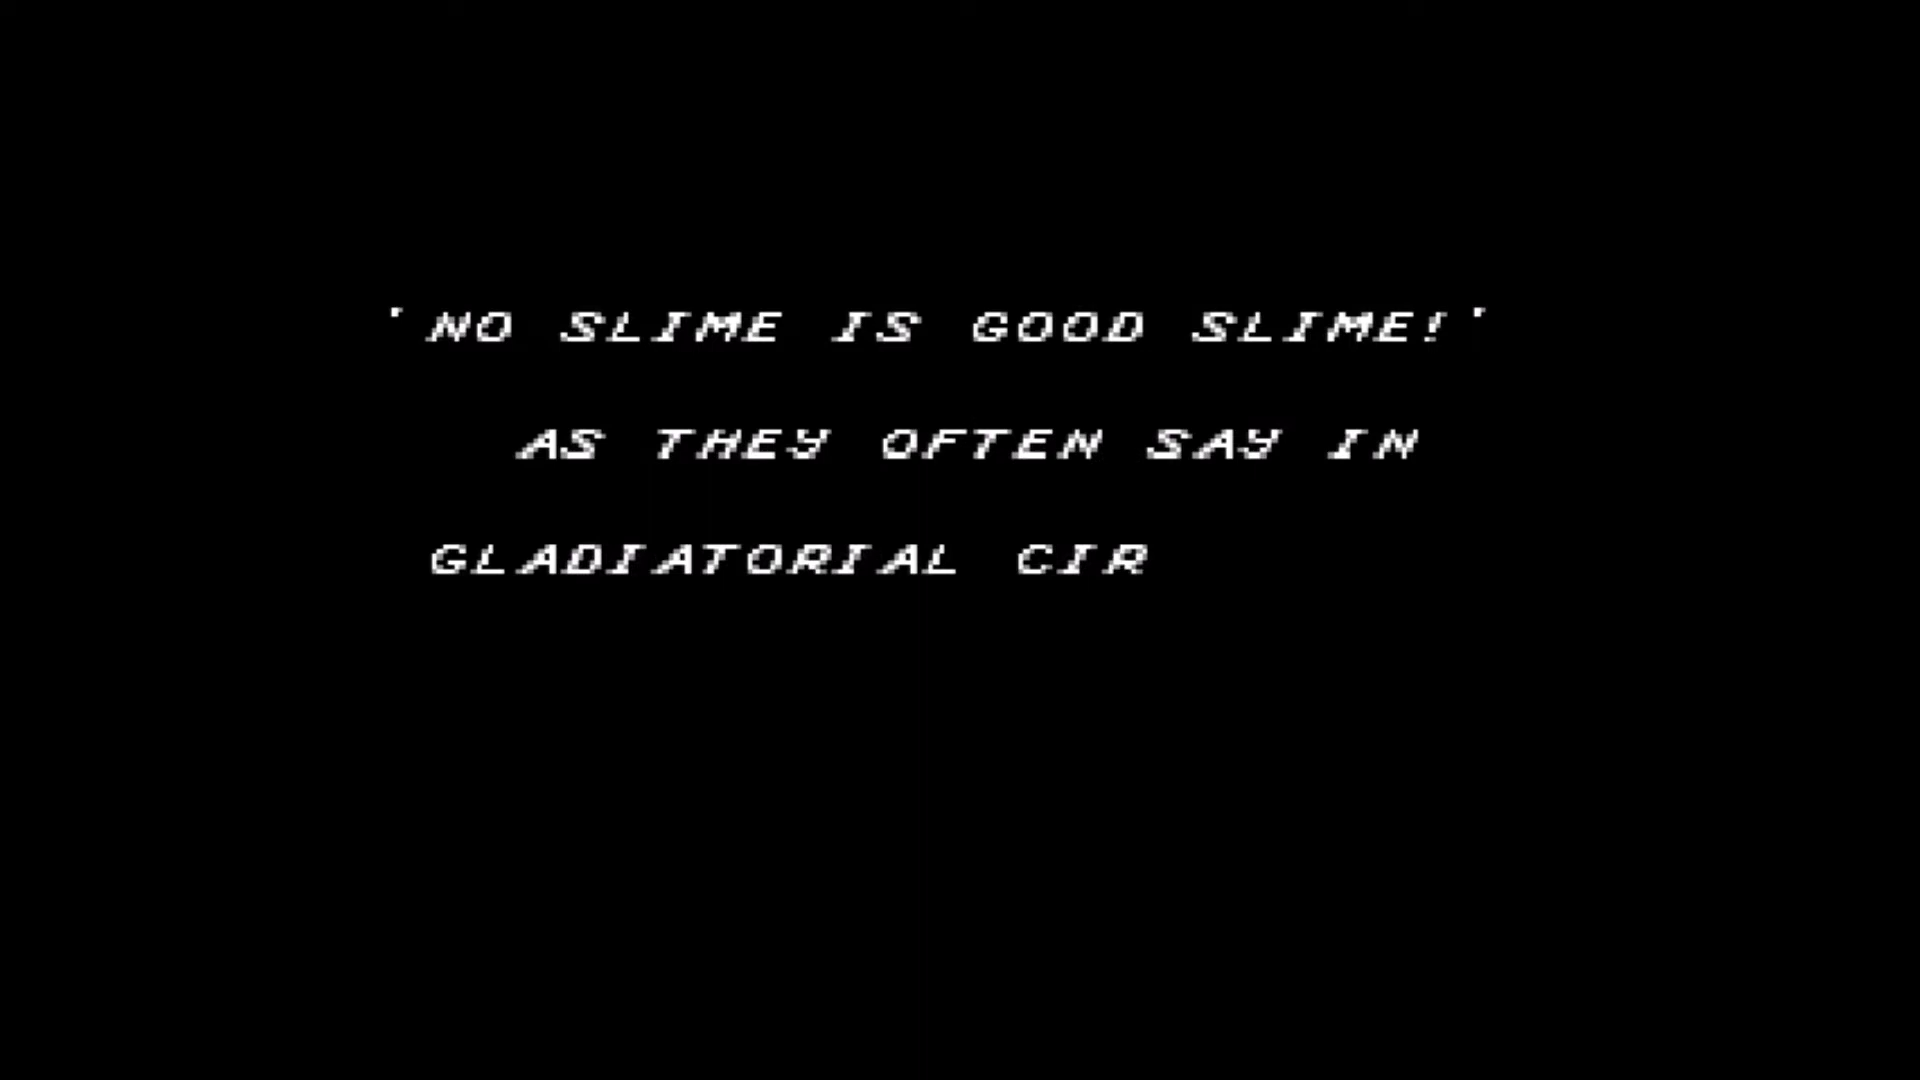 'NO SLIME IS GOOD SLIME!'
AS THEY OFTEN SAY IN
GLADIATORIAL CIR